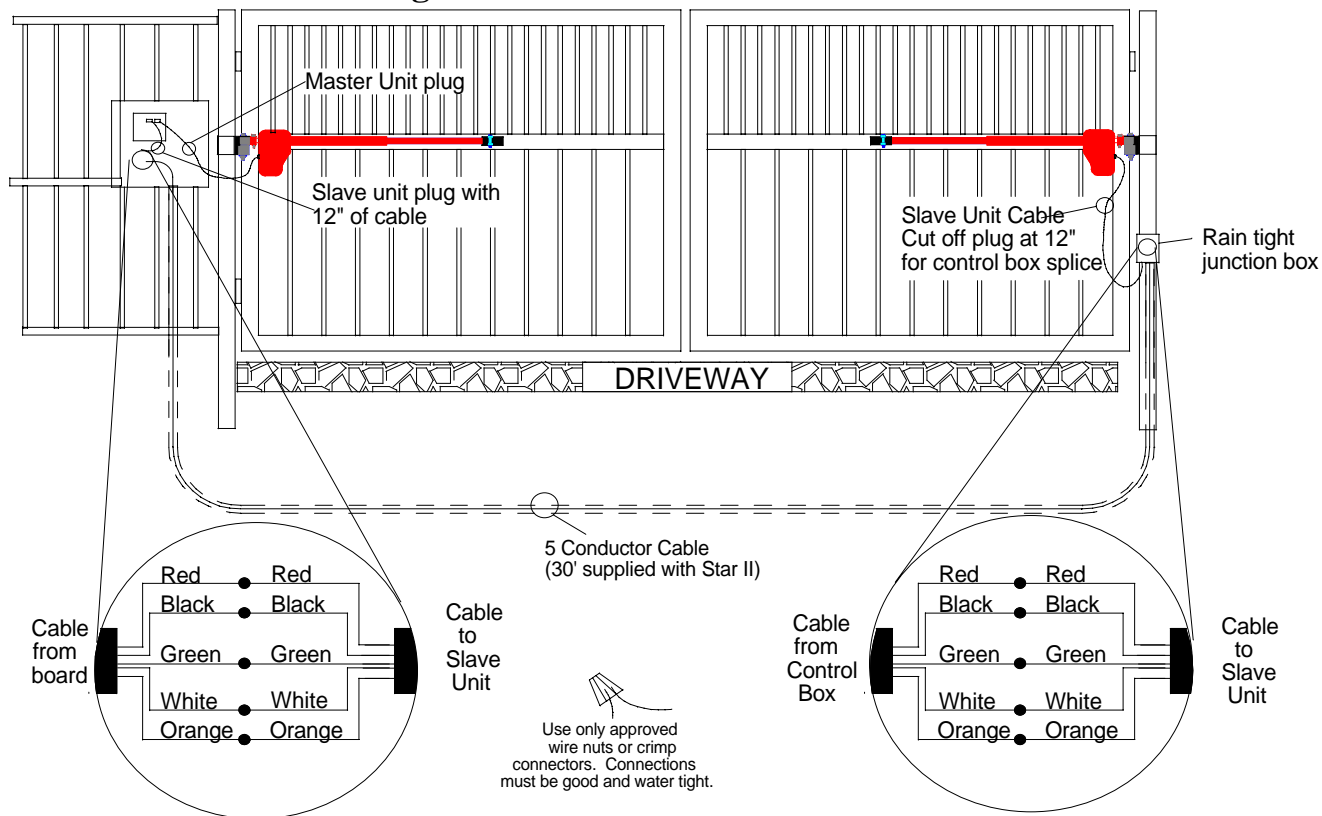 Master Unit plug
Slave unit plug with
12" of cable
Slave Unit Cable
Cut off plug at 12"
for control box splice
Rain tight
junction box
DRIVEWAY
5 Conductor Cable
(30' supplied with Star II)
Cable
from
board
Red Red
Black Black
Green Green
White White
Orange Orange
Cable
to
Slave
Unit
Use only approved
wire nuts or crimp
connectors. Connections
must be good and water tight.
Cable
from
Control
Box
Red Red
Black Black
Green Green
White White
Orange Orange
Cable
to
Slave
Unit